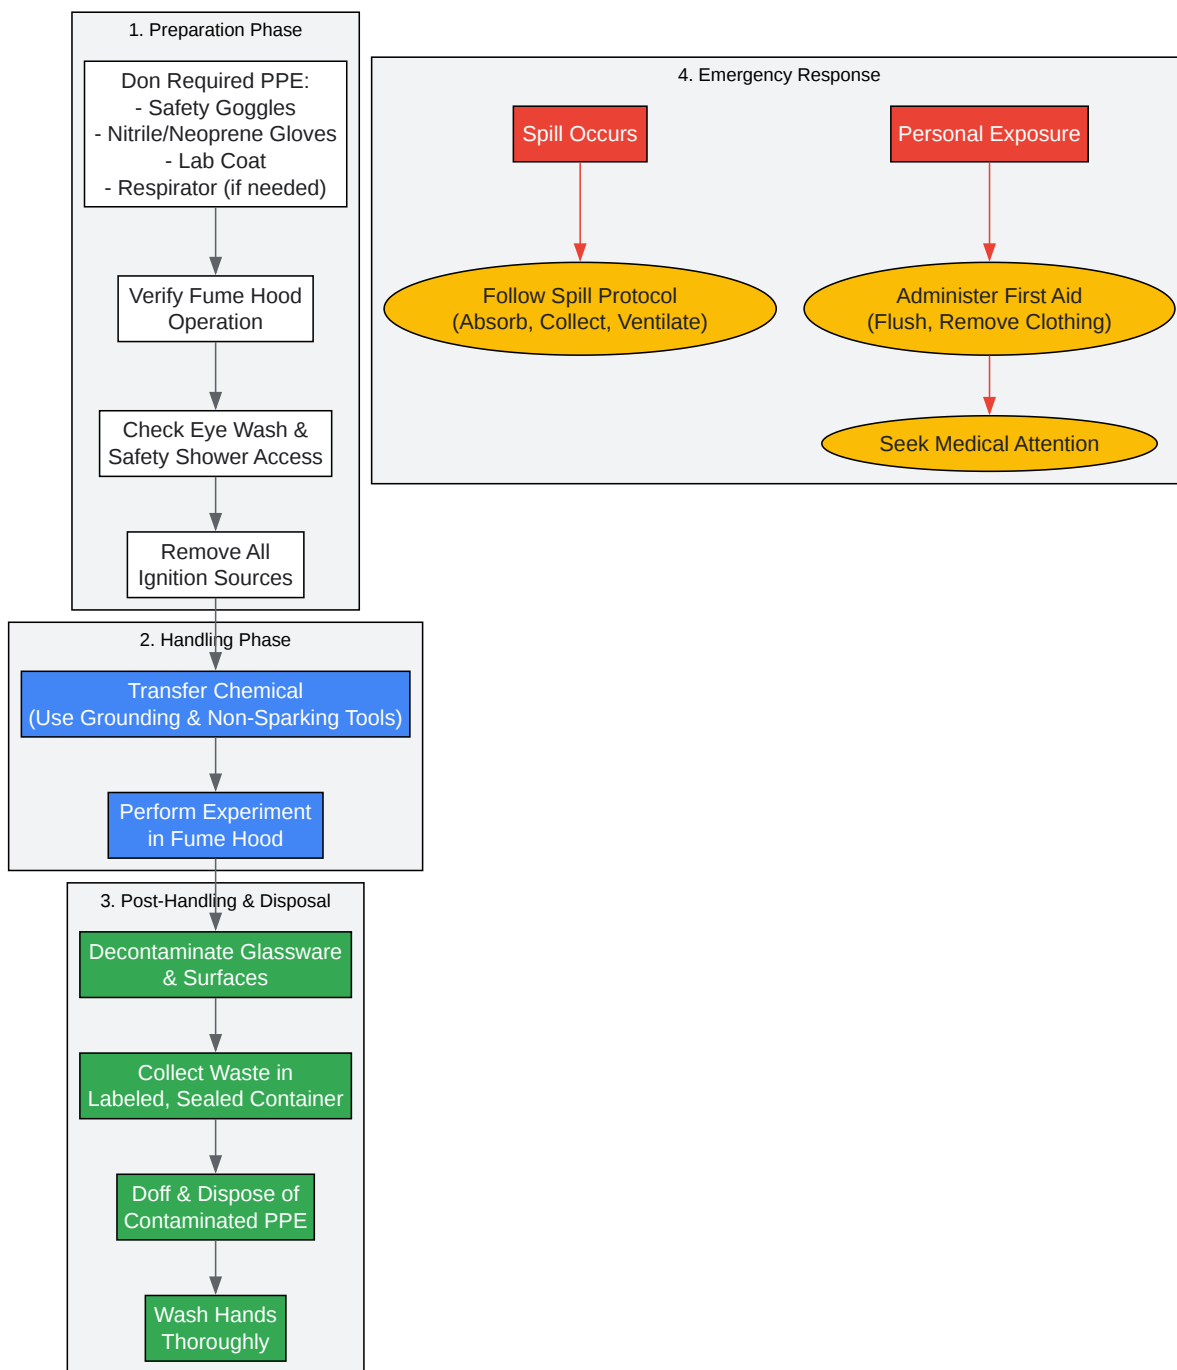 1. Preparation Phase
Don Required PPE:
- Safety Goggles
- Nitrile/Neoprene Gloves
- Lab Coat
- Respirator (if needed)
Verify Fume Hood
Operation
Check Eye Wash &
Safety Shower Access
Remove All
Ignition Sources
2. Handling Phase
Transfer Chemical
(Use Grounding & Non-Sparking Tools)
Perform Experiment
in Fume Hood
3. Post-Handling & Disposal
Decontaminate Glassware
& Surfaces
Collect Waste in
Labeled, Sealed Container
Doff & Dispose of
Contaminated PPE
Wash Hands
Thoroughly
4. Emergency Response
Spill Occurs
Follow Spill Protocol
(Absorb, Collect, Ventilate)
Personal Exposure
Administer First Aid
(Flush, Remove Clothing)
Seek Medical Attention